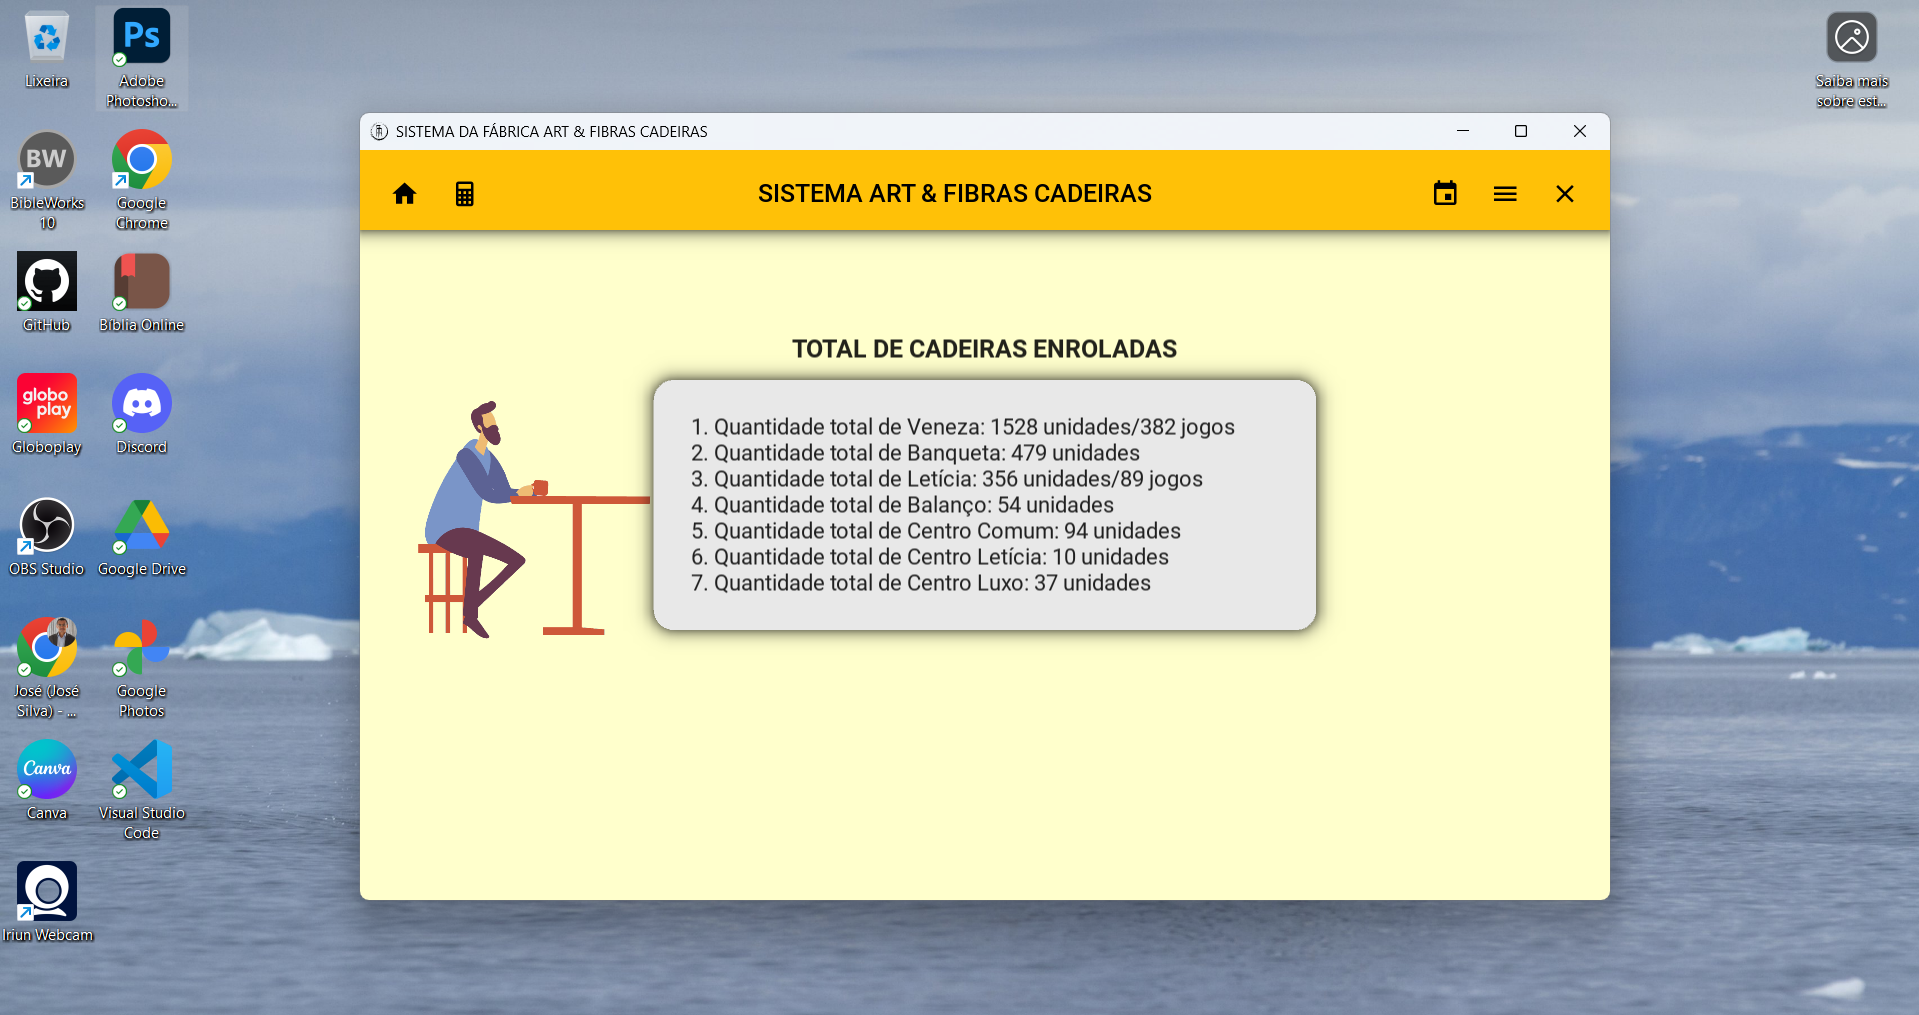 Lixeira
Ps
Adobe
Photosho...
BW
BibleWorks
10
Google
Chrome
GitHub
Bíblia Online
globo
play
Globoplay
Discord
OBS Studio
Google Drive
José (José
Silva) - ...
Google
Photos
Canva
Canva
Visual Studio
Code
Iriun Webcam
Saiba mais
sobre est...
SISTEMA DA FÁBRICA ART & FIBRAS CADEIRAS
SISTEMA ART & FIBRAS CADEIRAS
TOTAL DE CADEIRAS ENROLADAS
1. Quantidade total de Veneza: 1528 unidades/382 jogos
2. Quantidade total de Banqueta: 479 unidades
3. Quantidade total de Letícia: 356 unidades/89 jogos
4. Quantidade total de Balanço: 54 unidades
5. Quantidade total de Centro Comum: 94 unidades
6. Quantidade total de Centro Letícia: 10 unidades
7. Quantidade total de Centro Luxo: 37 unidades